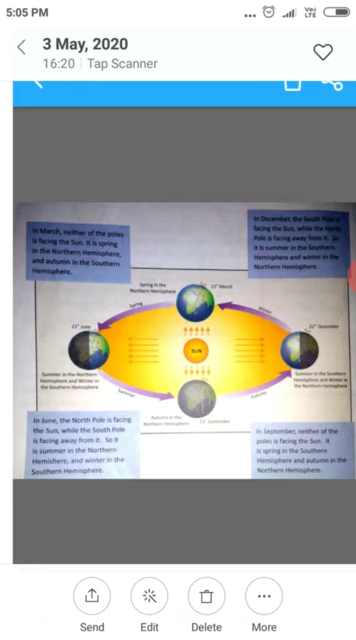 5:05 PM
Vo))
LTE
3 May, 2020
16:20 | Tap Scanner
In March, neither of the poles
is facing the Sun. It is spring
in the Northern Hemisphere,
and autumn in the Southern
Hemisphere.
In December, the South Pole is
facing the Sun, while the North
Pole is facing away from it. So
it is summer in the Southern
Hemisphere and winter in the
Northern Hemisphere.
Spring in the
Northern Hemisphere
21st March
Spring
Winter
21st June
22nd December
SUN
Summer in the Northern
Hemisphere and Winter in
the Southern Hemisphere
Summer in the Southern
Hemisphere and Winter in
the Northern Hemisphere
Summer
Autumn
Autumn in the
Northern Hemisphere
23rd September
In June, the North Pole is facing
the Sun, while the South Pole
is facing away from it. So it
is summer in the Northern
Hemishere, and winter in the
Southern Hemisphere.
In September, neither of the
poles is facing the Sun. It
is spring in the Southern
Hemisphere and autumn in the
Northern Hemisphere.
Send
Edit
Delete
More